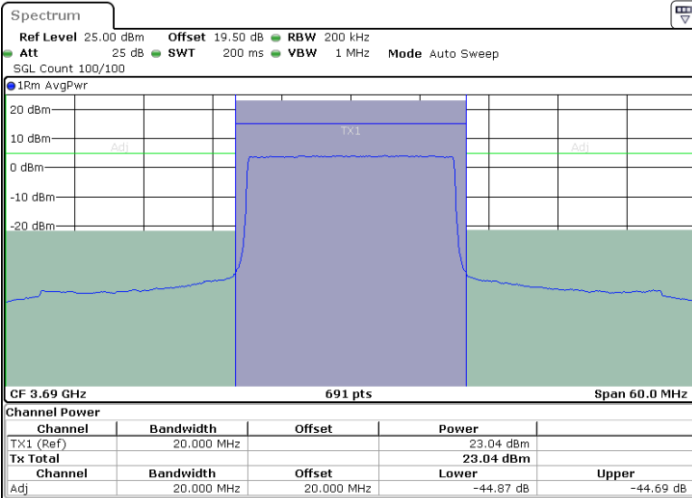 Spectrum
Ref Level 25.00 dBm Offset 19.50 dB RBW 200 kHz
Att 25 dB SWT 200 ms VBW 1 MHz Mode Auto Sweep
SGL Count 100/100
1Rm AvgPwr
20 dBm
TX1
10 dBm
Adj Adj
0 dBm
-10 dBm
-20 dBm
CF 3.69 GHz 691 pts Span 60.0 MHz
Channel Power
Channel Bandwidth Offset Power
TX1 (Ref) 20.000 MHz 23.04 dBm
Tx Total 23.04 dBm
Channel Bandwidth Offset Lower Upper
Adj 20.000 MHz 20.000 MHz -44.87 dB -44.69 dB